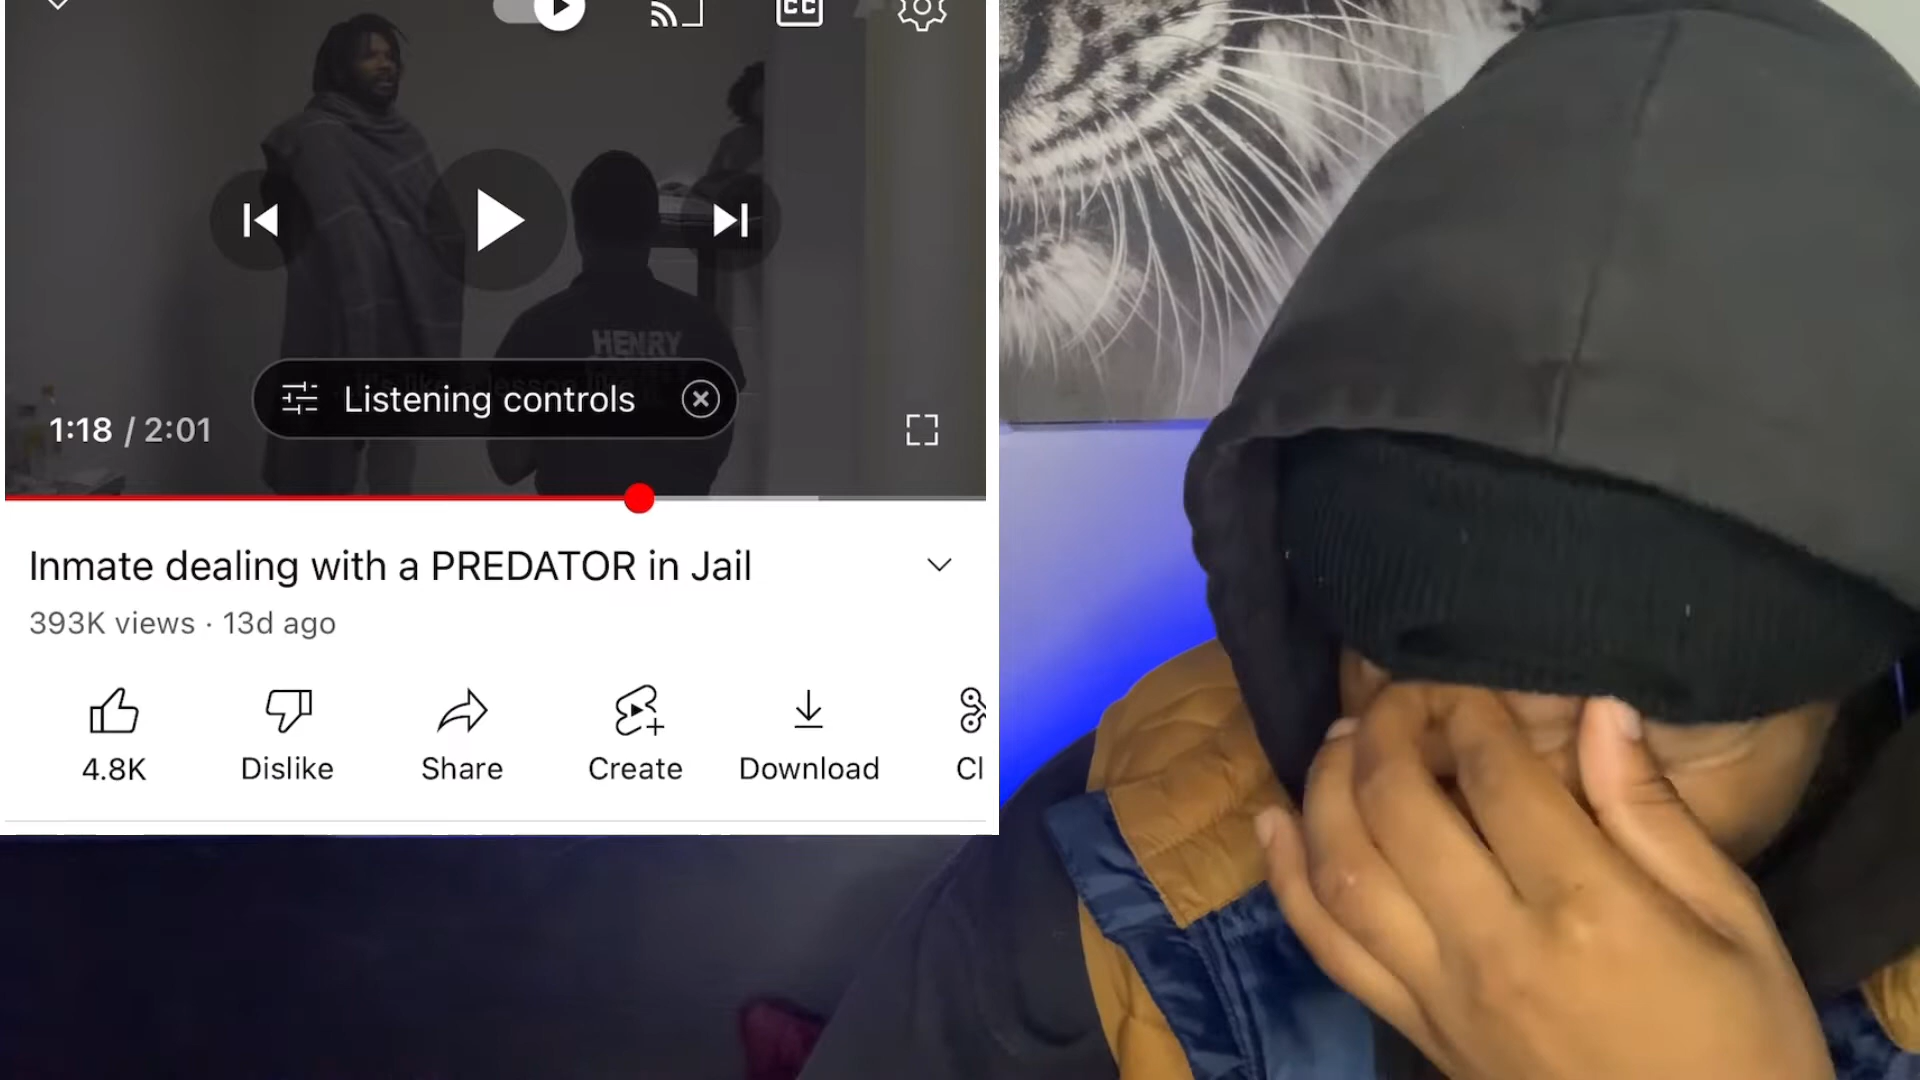 CC
HENRY
Listening controls
1:18 / 2:01
Inmate dealing with a PREDATOR in Jail
393K views · 13d ago
4.8K
Dislike
Share
Create
Download
Cl